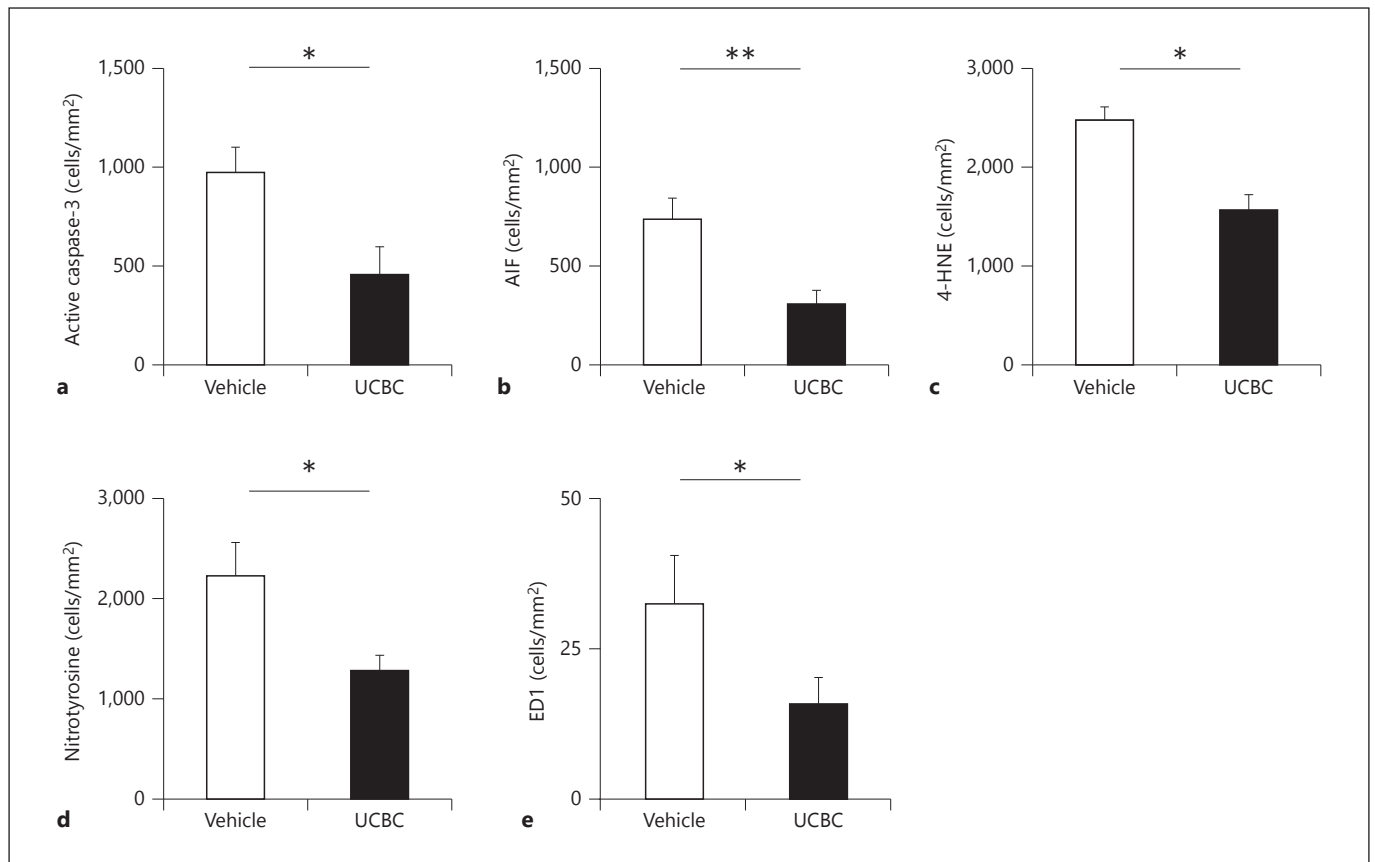 *
1,500
1,000
500
0
Active caspase-3 (cells/mm²)
Vehicle
UCBC
a
**
1,500
1,000
500
0
AIF (cells/mm²)
Vehicle
UCBC
b
*
3,000
2,000
1,000
0
4-HNE (cells/mm²)
Vehicle
UCBC
c
*
3,000
2,000
1,000
0
Nitrotyrosine (cells/mm²)
Vehicle
UCBC
d
*
50
25
0
ED1 (cells/mm²)
Vehicle
UCBC
e